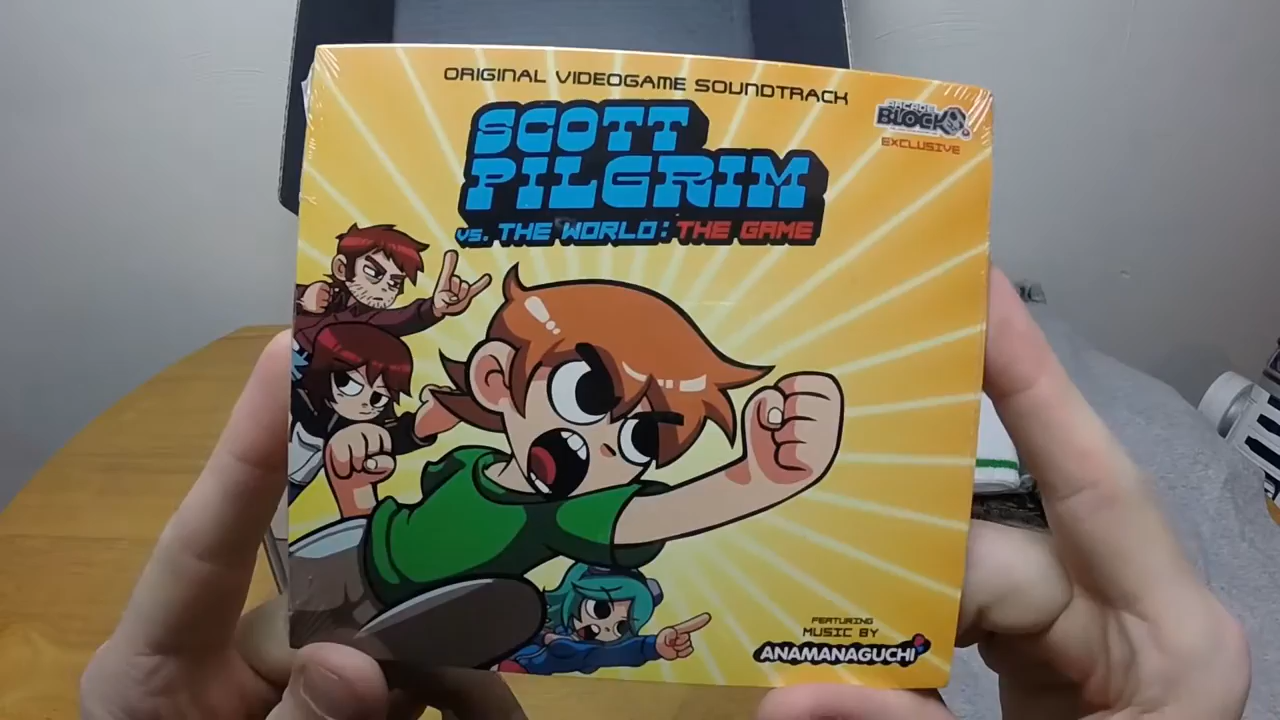 ORIGINAL VIDEOGAME SOUNDTRACK
ARCADE
BLOCK
EXCLUSIVE
SCOTT
PILGRIM
VS. THE WORLD: THE GAME
FEATURING
MUSIC BY
ANAMANAGUCHI